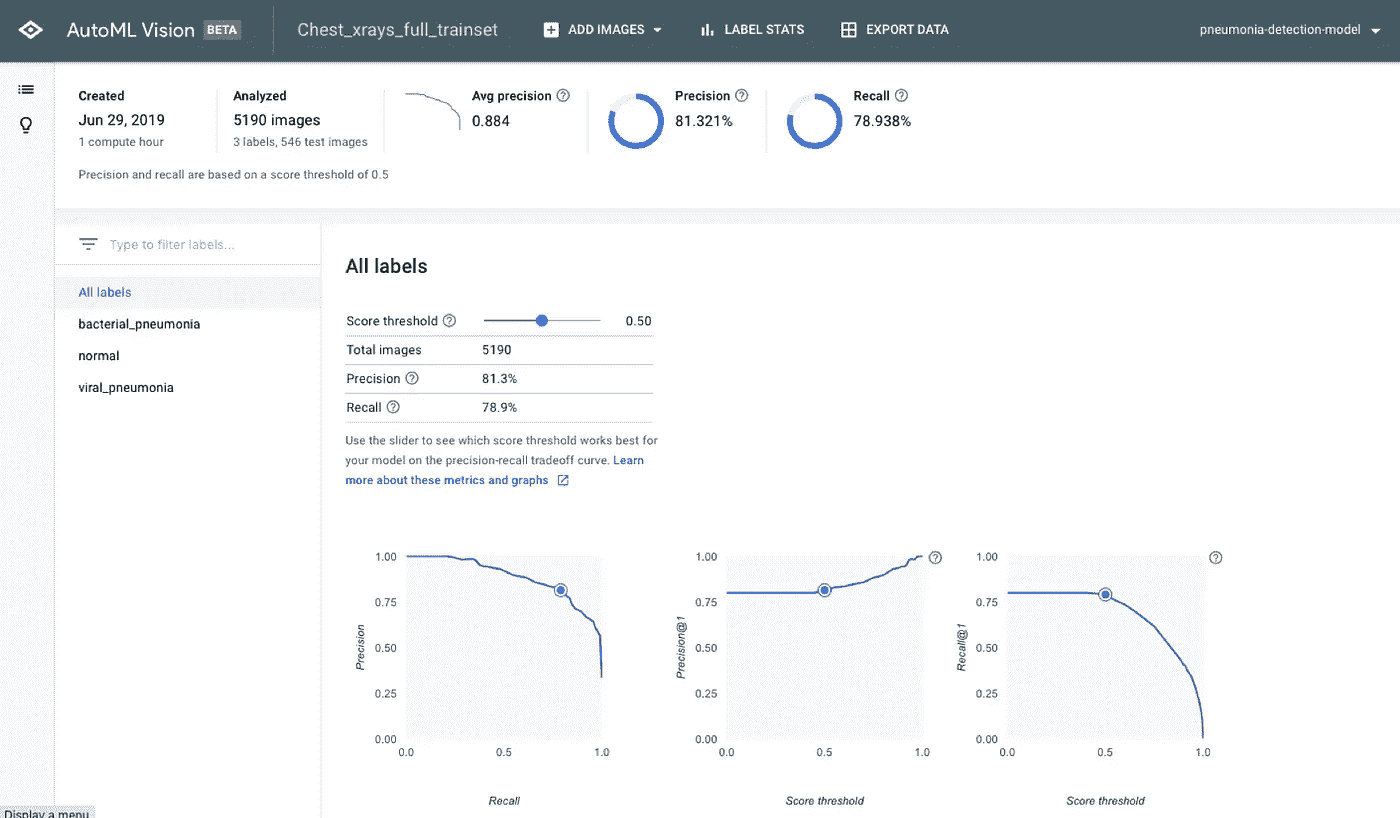 AutoML Vision BETA Chest_xrays_full_trainset ADD IMAGES LABEL STATS EXPORT DATA pneumonia-detection-model
Created Analyzed Avg precision Precision Recall
Jun 29, 2019 5190 images 0.884 81.321% 78.938%
1 compute hour 3 labels, 546 test images
Precision and recall are based on a score threshold of 0.5
Type to filter labels...
All labels
bacterial_pneumonia
normal
viral_pneumonia
All labels
Score threshold 0.50
Total images 5190
Precision 81.3%
Recall 78.9%
Use the slider to see which score threshold works best for
your model on the precision-recall tradeoff curve. Learn
more about these metrics and graphs
1.00
0.75
0.50
0.25
0.00
Precision
0.0 0.5 1.0
Recall
1.00
0.75
0.50
0.25
0.00
Precision@1
0.0 0.5 1.0
Score threshold
1.00
0.75
0.50
0.25
0.00
Recall@1
0.0 0.5 1.0
Score threshold
Display a menu